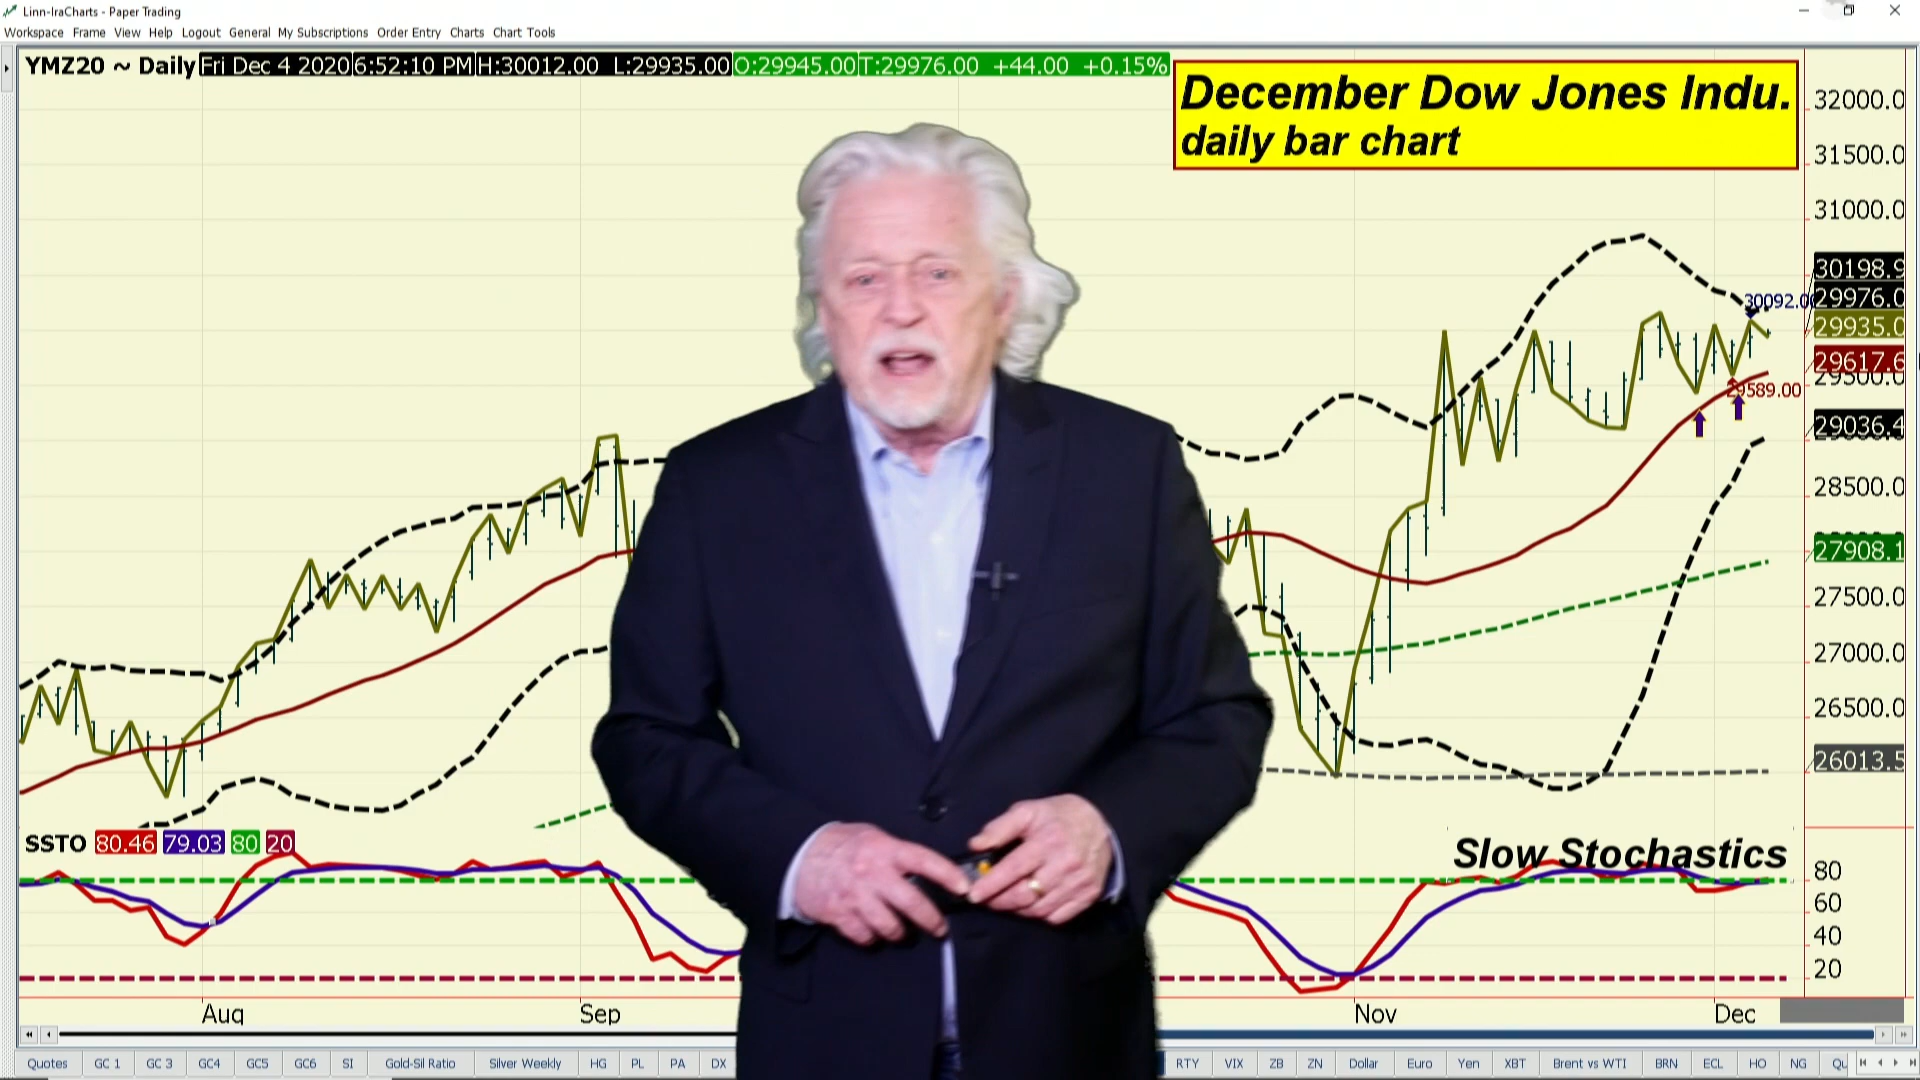 Linn-IraCharts - Paper Trading
Workspace Frame View Help Logout General My Subscriptions Order Entry Charts Chart Tools
YMZ20 ~ Daily Fri Dec 4 2020 6:52:10 PM H:30012.00 L:29935.00 O:29945.00 T:29976.00 +44.00 +0.15%
December Dow Jones Indu.
daily bar chart
32000.0
31500.0
31000.0
30198.9
30092.00
29976.0
29935.0
29617.6
29500.0
29589.00
29036.4
28500.0
27908.1
27500.0
27000.0
26500.0
26013.5
SSTO 80.46 79.03 80 20
Slow Stochastics
80
60
40
20
Aug Sep Nov Dec
Quotes GC 1 GC 3 GC4 GC5 GC6 SI Gold-Sil Ratio Silver Weekly HG PL PA DX RTY VIX ZB ZN Dollar Euro Yen XBT Brent vs WTI BRN ECL HO NG